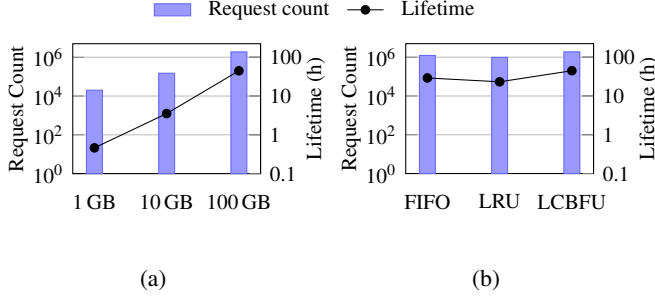 Request count Lifetime
Request Count
10^6
10^4
10^2
10^0
100
10
1
0.1
Lifetime (h)
1 GB 10 GB 100 GB
(a)
Request Count
10^6
10^4
10^2
10^0
100
10
1
0.1
Lifetime (h)
FIFO LRU LCBFU
(b)